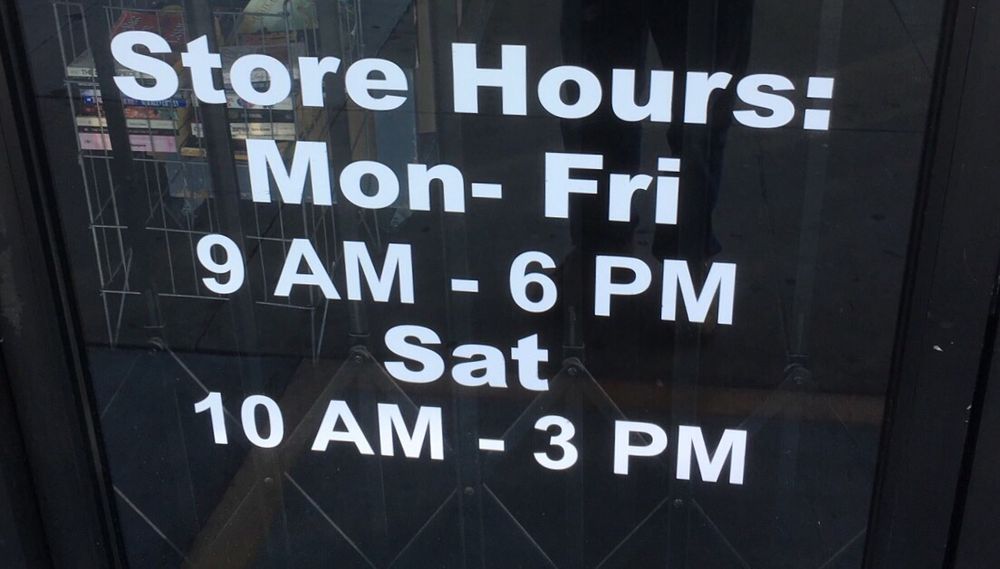 Store Hours:
Mon- Fri
9 AM - 6 PM
Sat
10 AM - 3 PM